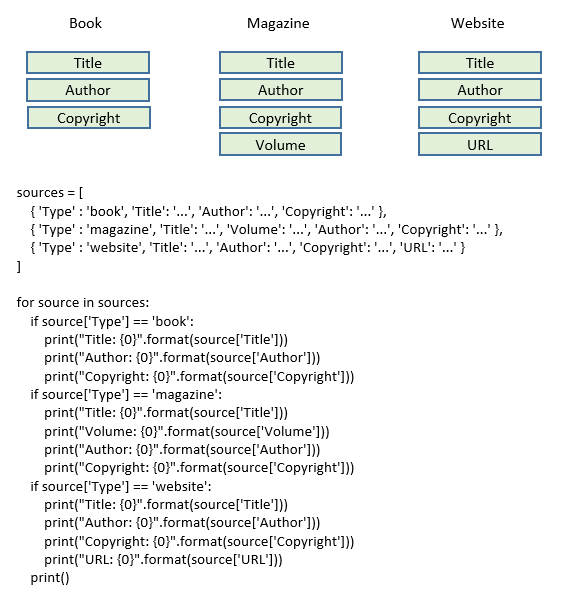 Book Magazine Website
Title Title Title
Author Author Author
Copyright Copyright Copyright
Volume URL
sources = [
    { 'Type' : 'book', 'Title': '...', 'Author': '...', 'Copyright': '...' },
    { 'Type' : 'magazine', 'Title': '...', 'Volume': '...', 'Author': '...', 'Copyright': '...' },
    { 'Type' : 'website', 'Title': '...', 'Author': '...', 'Copyright': '...', 'URL': '...' }
]
for source in sources:
    if source['Type'] == 'book':
        print("Title: {0}".format(source['Title']))
        print("Author: {0}".format(source['Author']))
        print("Copyright: {0}".format(source['Copyright']))
    if source['Type'] == 'magazine':
        print("Title: {0}".format(source['Title']))
        print("Volume: {0}".format(source['Volume']))
        print("Author: {0}".format(source['Author']))
        print("Copyright: {0}".format(source['Copyright']))
    if source['Type'] == 'website':
        print("Title: {0}".format(source['Title']))
        print("Author: {0}".format(source['Author']))
        print("Copyright: {0}".format(source['Copyright']))
        print("URL: {0}".format(source['URL']))
    print()